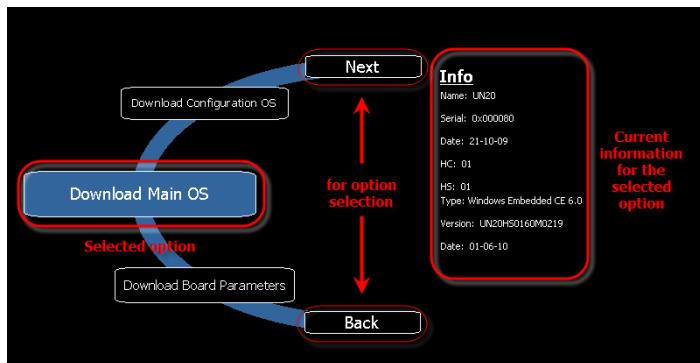 Next
Download Configuration OS
Download Main OS
Selected option
Download Board Parameters
Back
for option
selection
Info
Name: UN20
Serial: 0x000080
Date: 21-10-09
HC: 01
HS: 01
Type: Windows Embedded CE 6.0
Version: UN20HS0160M0219
Date: 01-06-10
Current
information
for the
selected
option